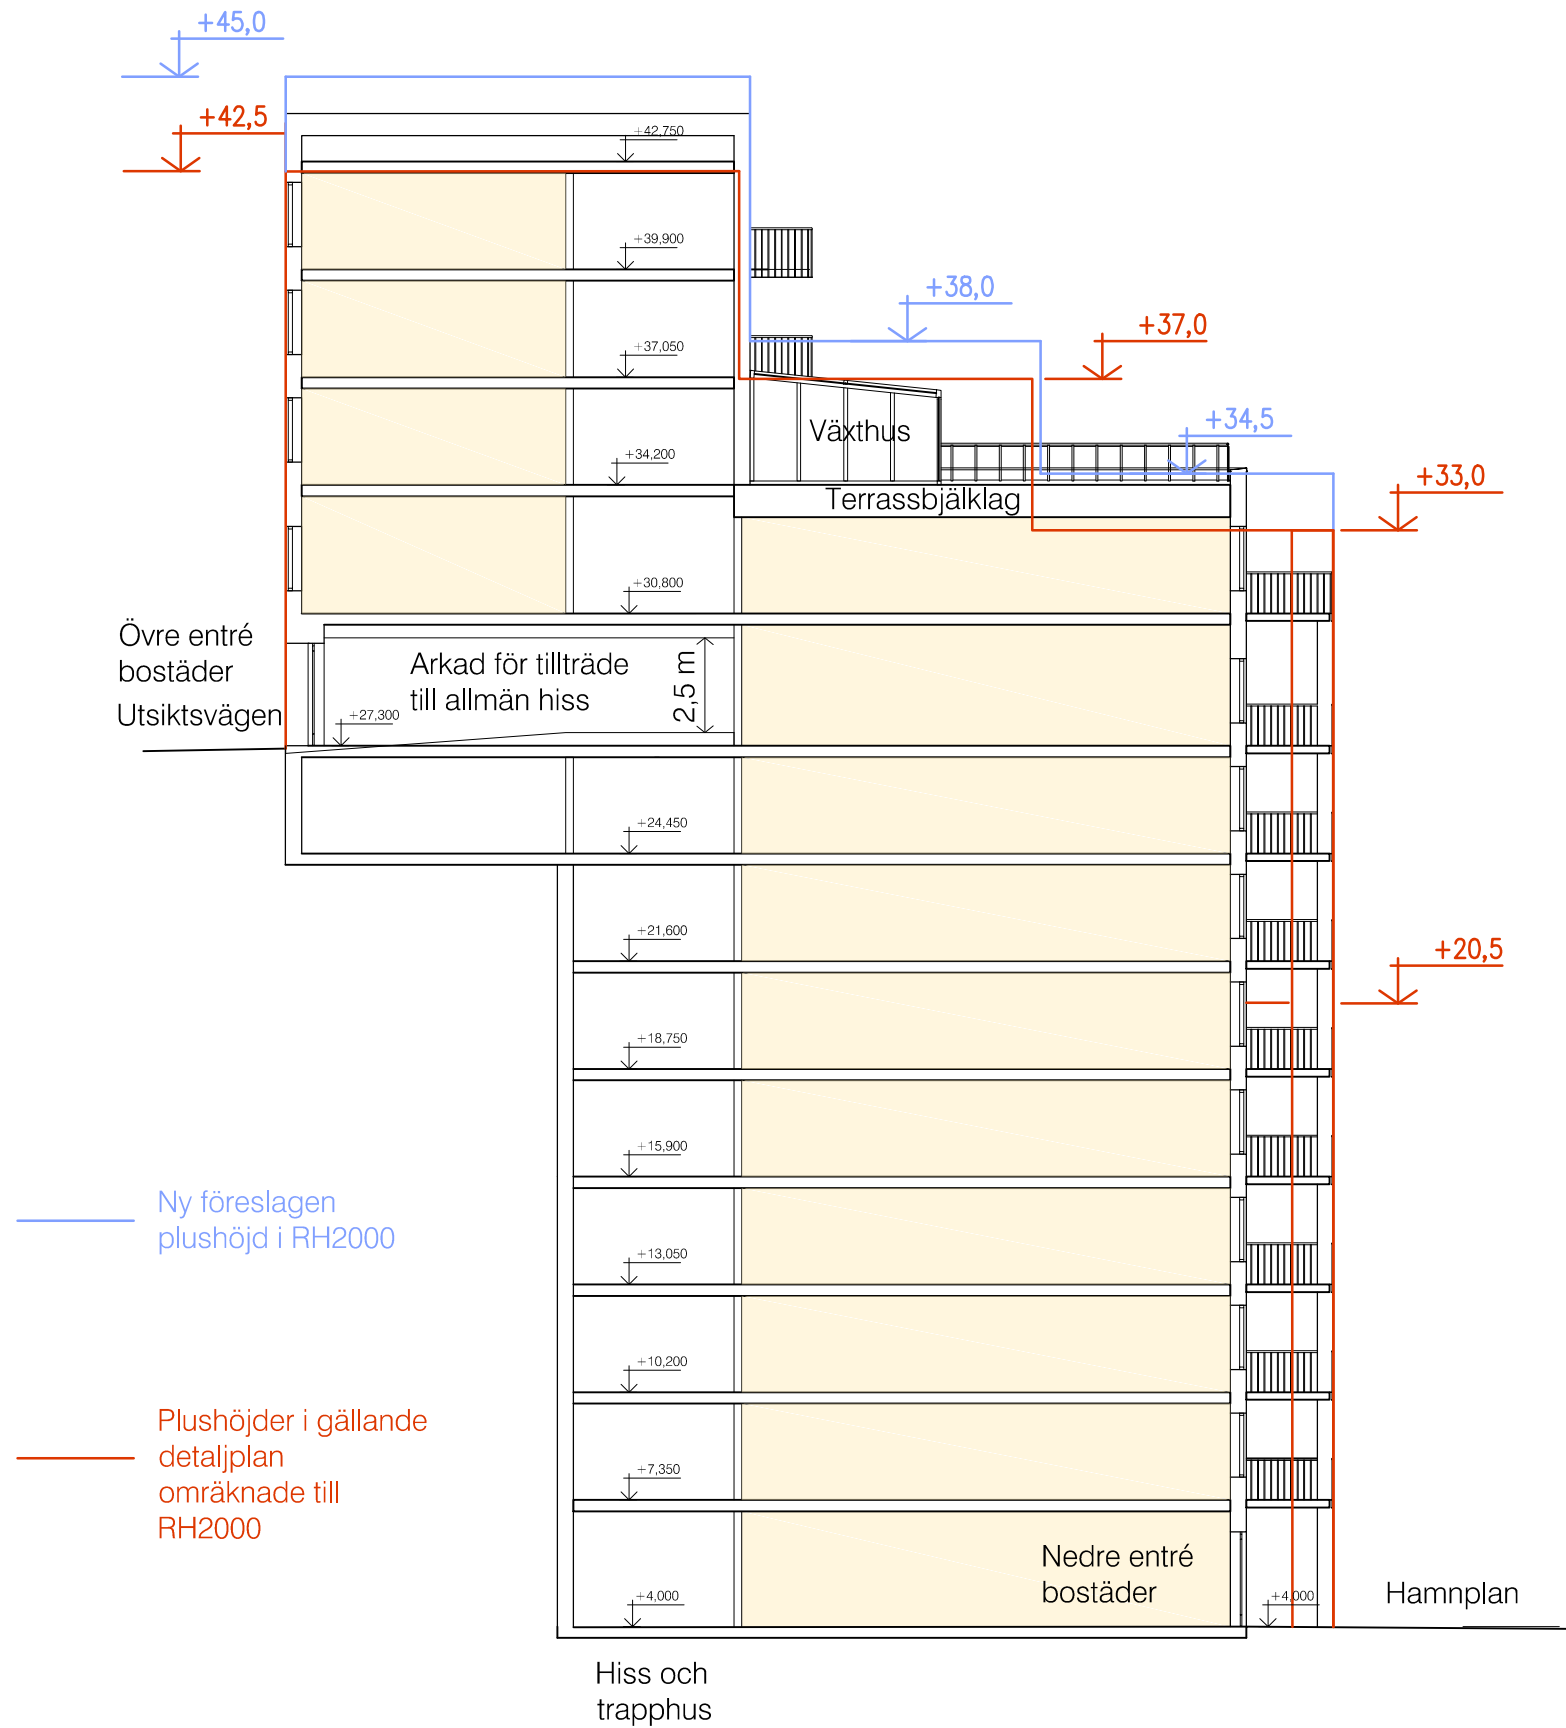 +45,0
+42,5
+42,750
+39,900
+38,0
+37,0
+37,050
+34,5
Växthus
+34,200
+33,0
Terrassbjälklag
+30,800
Övre entré
bostäder
Utsiktsvägen
Arkad för tillträde
till allmän hiss
2,5 m
+27,300
+24,450
+21,600
+20,5
+18,750
+15,900
Ny föreslagen
plushöjd i RH2000
+13,050
+10,200
Plushöjder i gällande
detaljplan
omräknade till
RH2000
+7,350
Nedre entré
bostäder
+4,000
+4,000
Hamnplan
Hiss och
trapphus